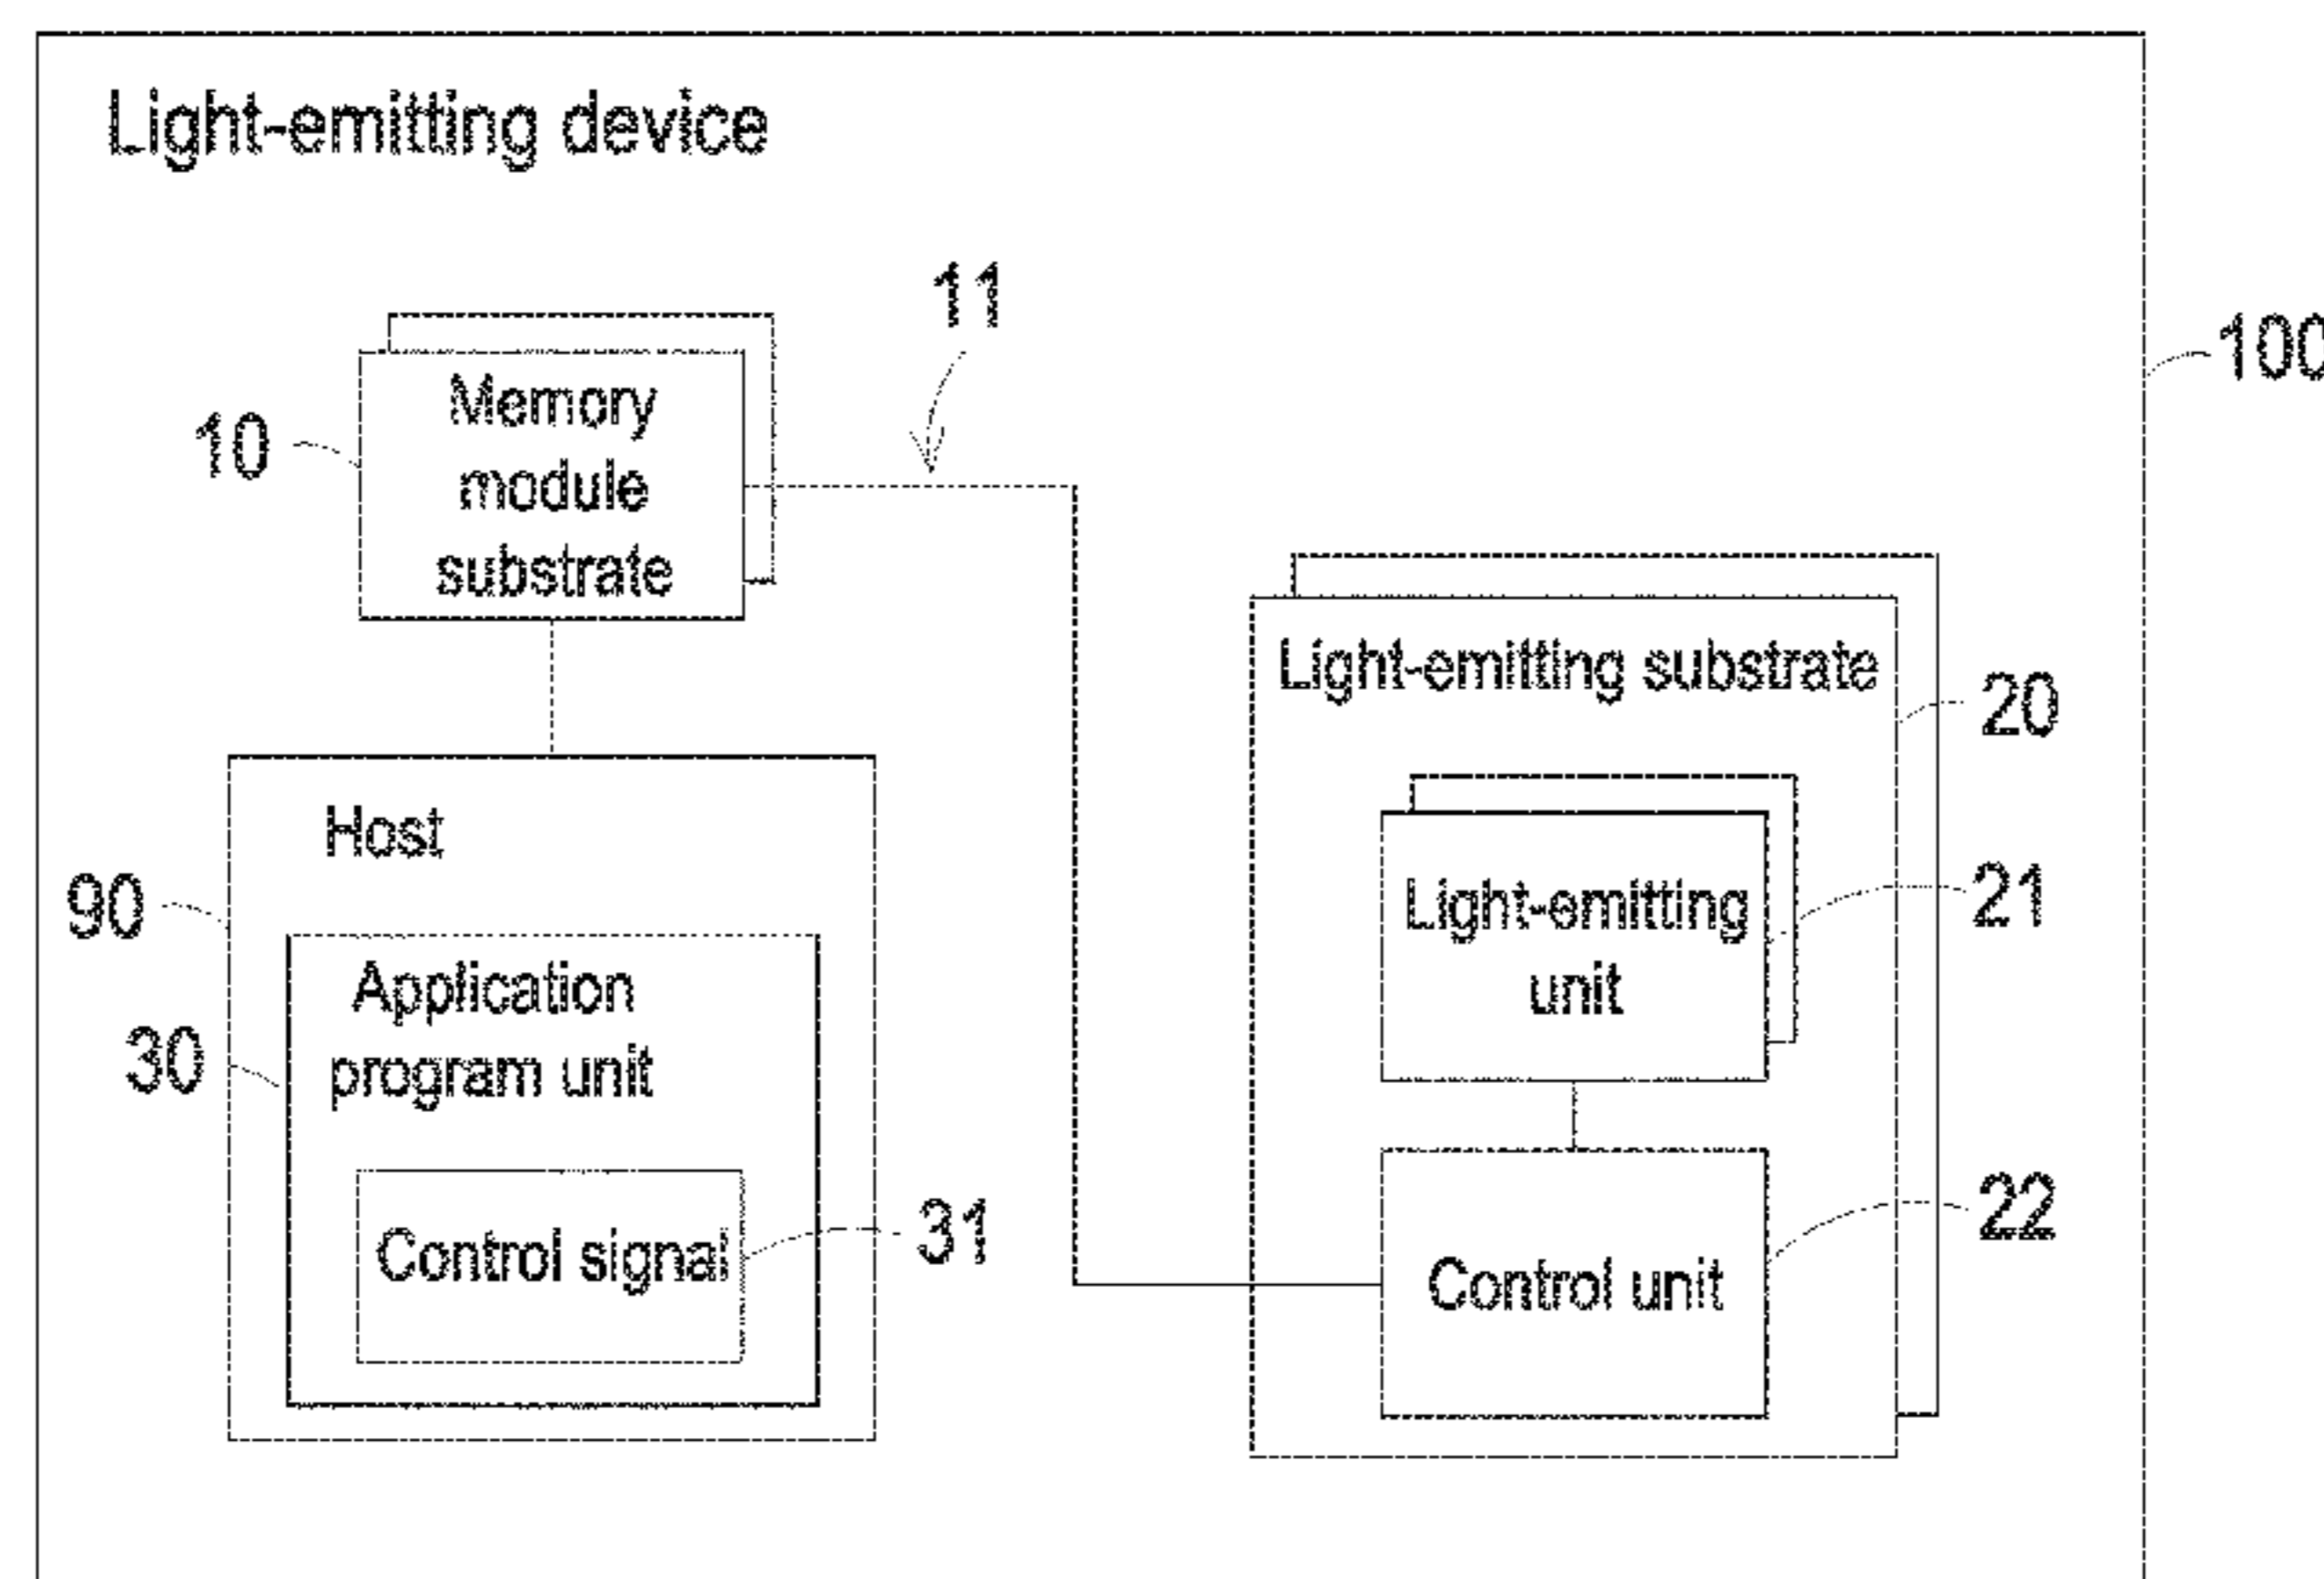 Light-emitting device
11
100
Memory
module
substrate
10
Light-emitting substrate
20
Host
90
Light-emitting
unit
21
Application
program unit
30
Control signal
31
Control unit
22